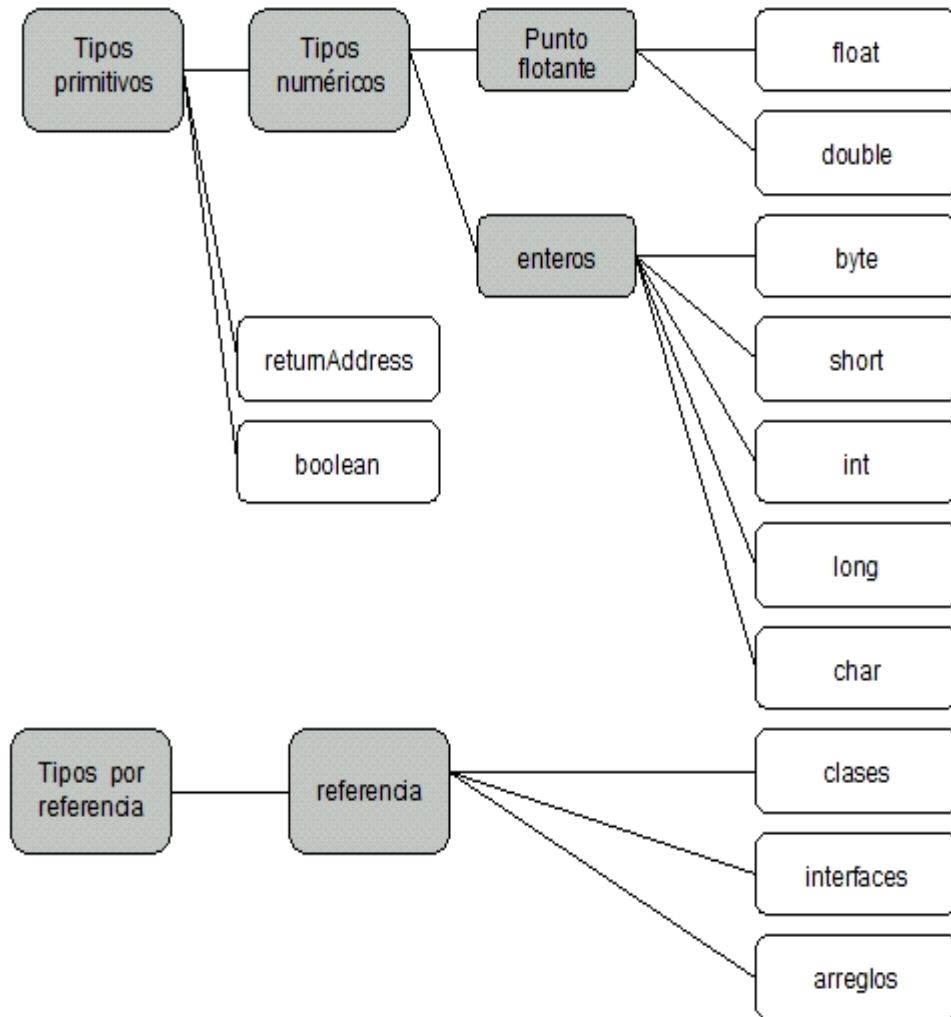 Tipos
primitivos
Tipos
numéricos
Punto
flotante
float
double
enteros
byte
short
returnAddress
int
boolean
long
char
Tipos por
referencia
referencia
clases
interfaces
arreglos